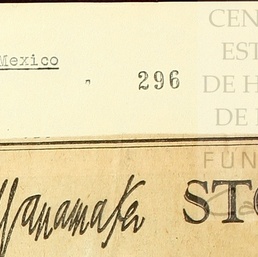 Mexico
296
CEN
EST
DE H
DE
FUN
Wanamaker STO